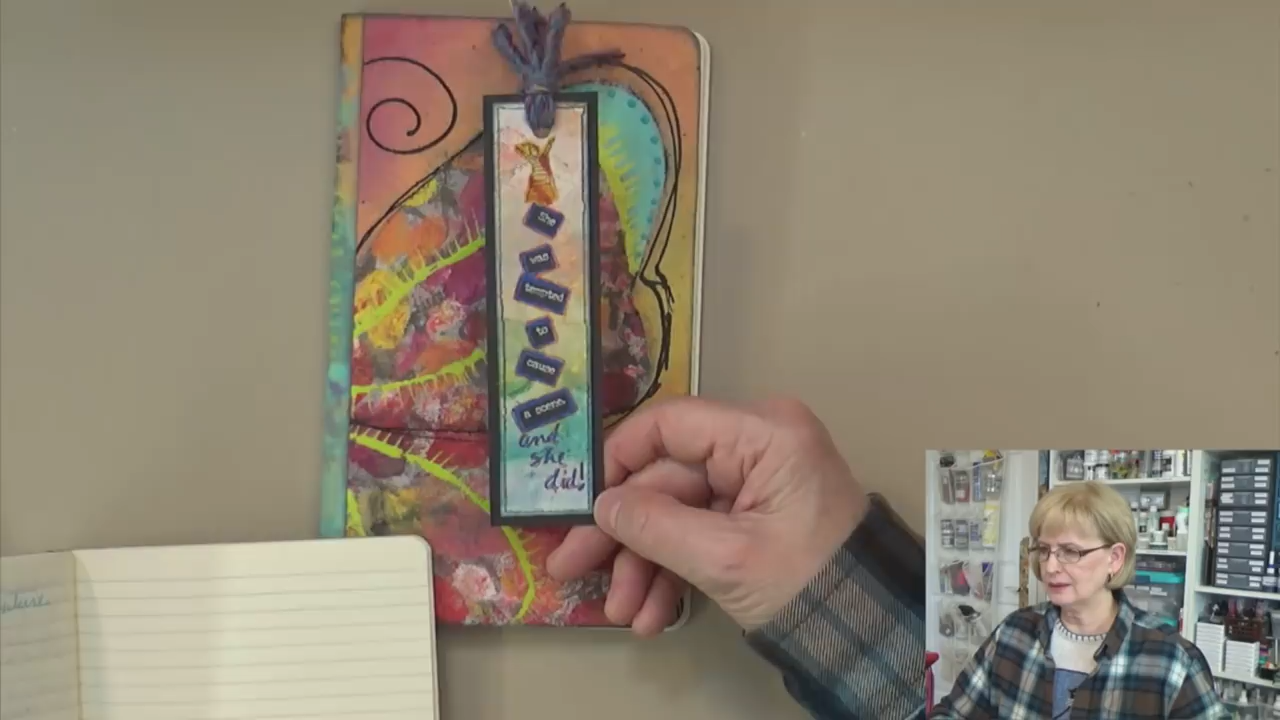 She
was
tempted
to
cause
a scene
and
she
did!